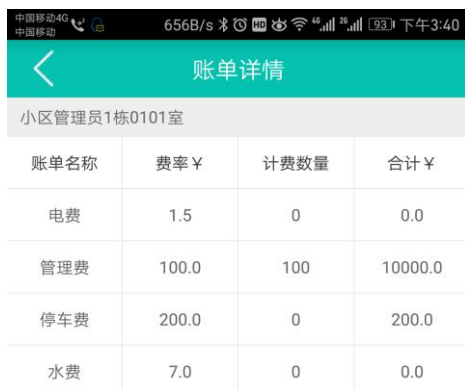 中国移动4G
中国移动
656B/s HD 46 26 93 下午3:40
账单详情
小区管理员1栋0101室
账单名称 费率¥ 计费数量 合计¥
电费 1.5 0 0.0
管理费 100.0 100 10000.0
停车费 200.0 0 200.0
水费 7.0 0 0.0